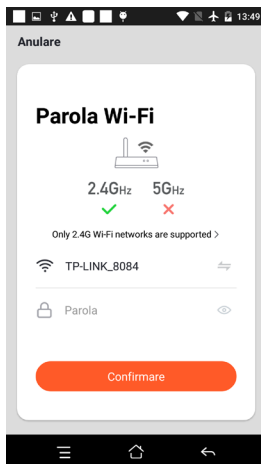 13:49
Anulare
Parola Wi-Fi
2.4GHz 5GHz
Only 2.4G Wi-Fi networks are supported >
TP-LINK_8084
Parola
Confirmare